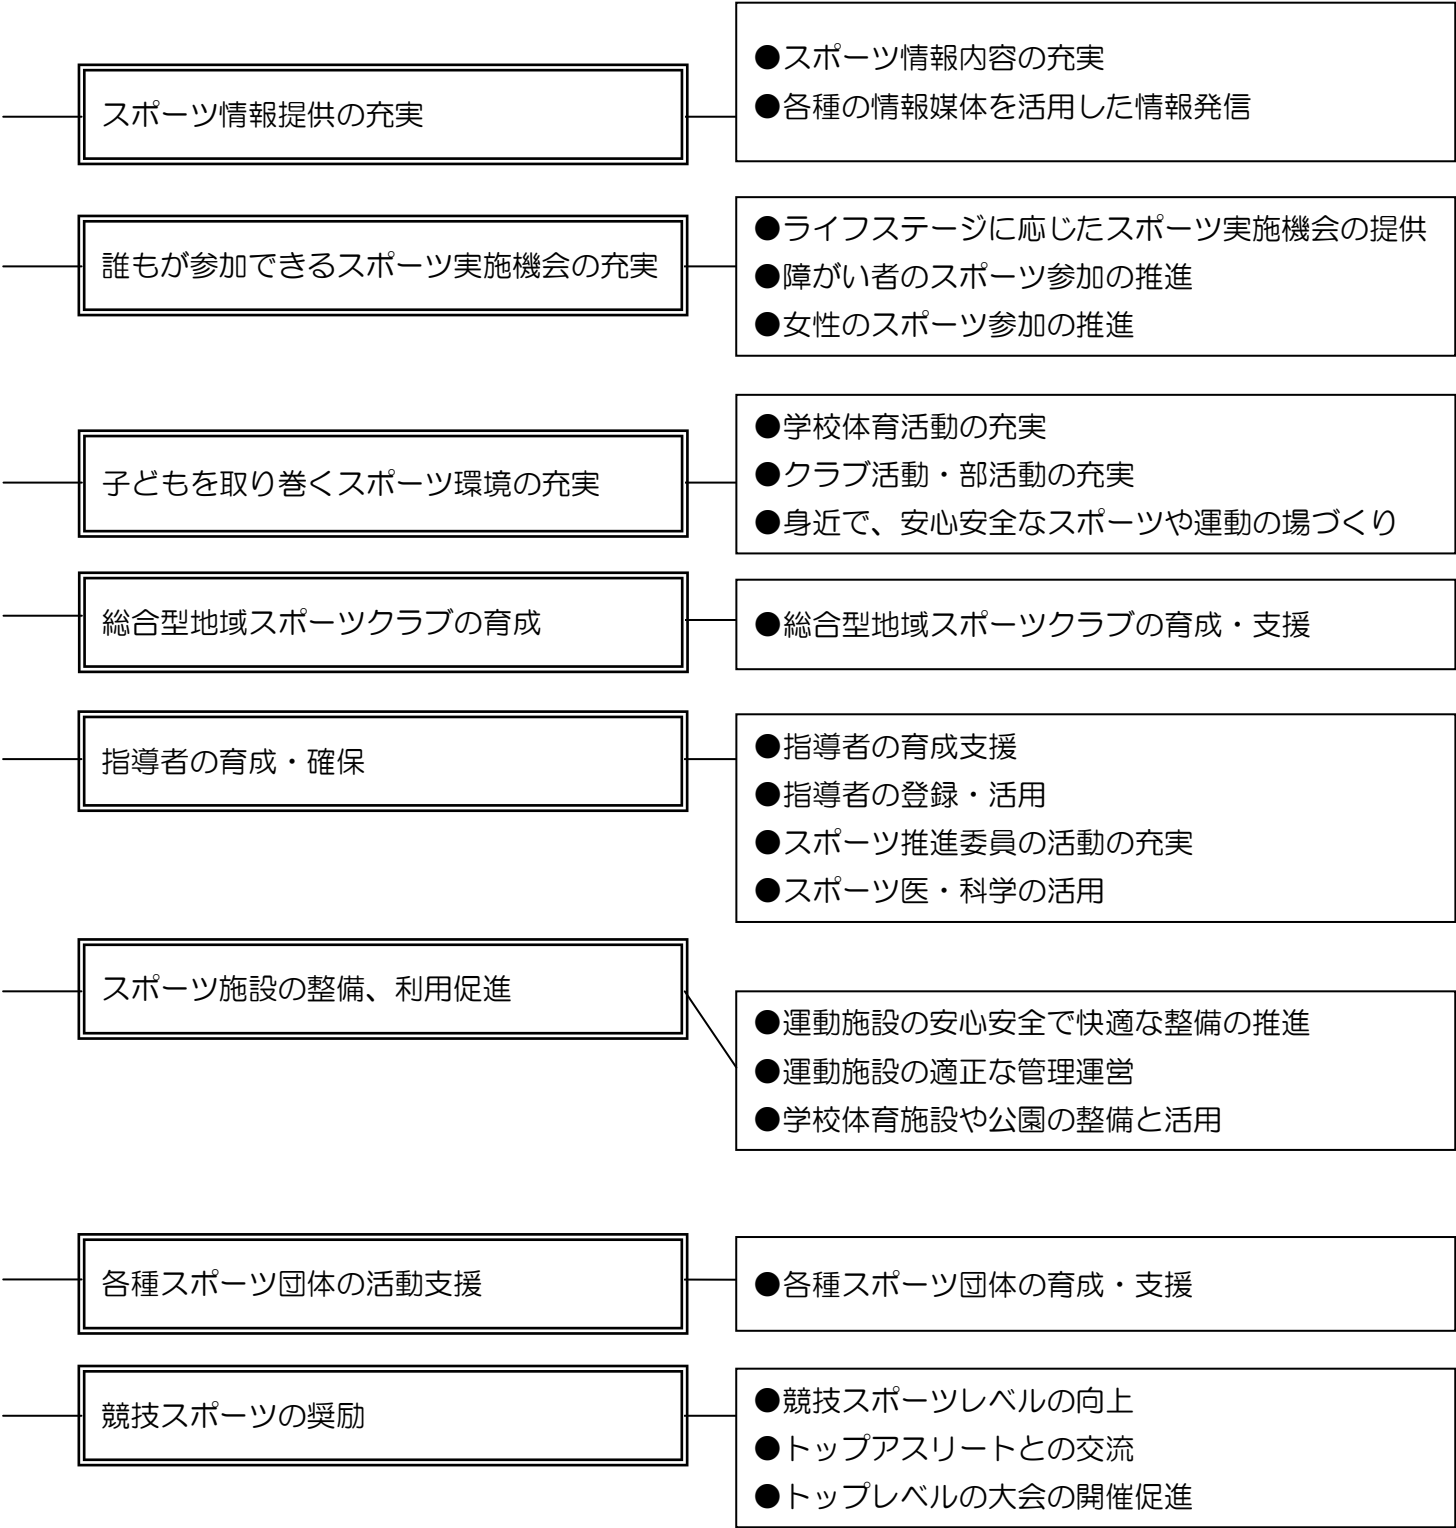 スポーツ情報提供の充実
●スポーツ情報内容の充実
●各種の情報媒体を活用した情報発信
誰もが参加できるスポーツ実施機会の充実
●ライフステージに応じたスポーツ実施機会の提供
●障がい者のスポーツ参加の推進
●女性のスポーツ参加の推進
子どもを取り巻くスポーツ環境の充実
●学校体育活動の充実
●クラブ活動・部活動の充実
●身近で、安心安全なスポーツや運動の場づくり
総合型地域スポーツクラブの育成
●総合型地域スポーツクラブの育成・支援
指導者の育成・確保
●指導者の育成支援
●指導者の登録・活用
●スポーツ推進委員の活動の充実
●スポーツ医・科学の活用
スポーツ施設の整備、利用促進
●運動施設の安心安全で快適な整備の推進
●運動施設の適正な管理運営
●学校体育施設や公園の整備と活用
各種スポーツ団体の活動支援
●各種スポーツ団体の育成・支援
競技スポーツの奨励
●競技スポーツレベルの向上
●トップアスリートとの交流
●トップレベルの大会の開催促進